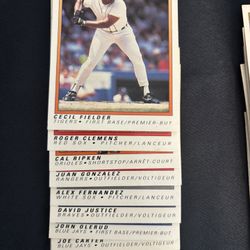 CECIL FIELDER
TIGERS • FIRST BASE/PREMIER-BUT
ROGER CLEMENS
RED SOX • PITCHER/LANCEUR
CAL RIPKEN
ORIOLES • SHORTSTOP/ARRÊT-COURT
JUAN GONZALEZ
RANGERS • OUTFIELDER/VOLTIGEUR
ALEX FERNANDEZ
WHITE SOX • PITCHER/LANCEUR
DAVID JUSTICE
BRAVES • OUTFIELDER/VOLTIGEUR
JOHN OLERUD
BLUE JAYS • FIRST BASE/PREMIER-BUT
JOE CARTER
BLUE JAYS • OUTFIELDER/VOLTIGEUR